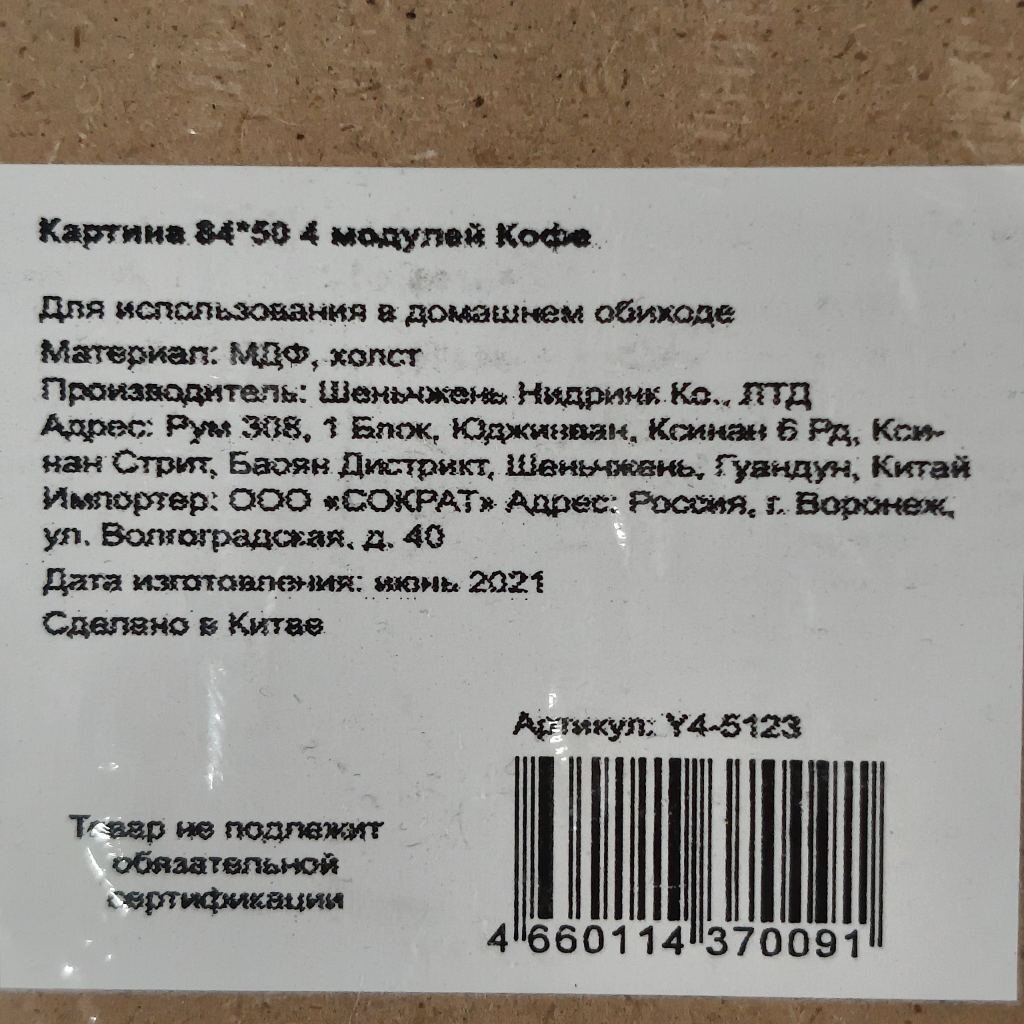 Картина 84*50 4 модулей Кофе
Для использования в домашнем обиходе
Материал: МДФ, холст
Производитель: Шеньчжень Нидринк Ко., ЛТД
Адрес: Рум 308, 1 Блок, Юджинван, Ксинан 6 Рд, Кси-
нан Стрит, Баоян Дистрикт, Шеньчжень, Гуандун, Китай
Импортер: ООО «СОКРАТ» Адрес: Россия, г. Воронеж,
ул. Волгоградская, д. 40
Дата изготовления: июнь 2021
Сделано в Китае
Артикул: Y4-5123
Товар не подлежит
обязательной
сертификации
4 660114 370091